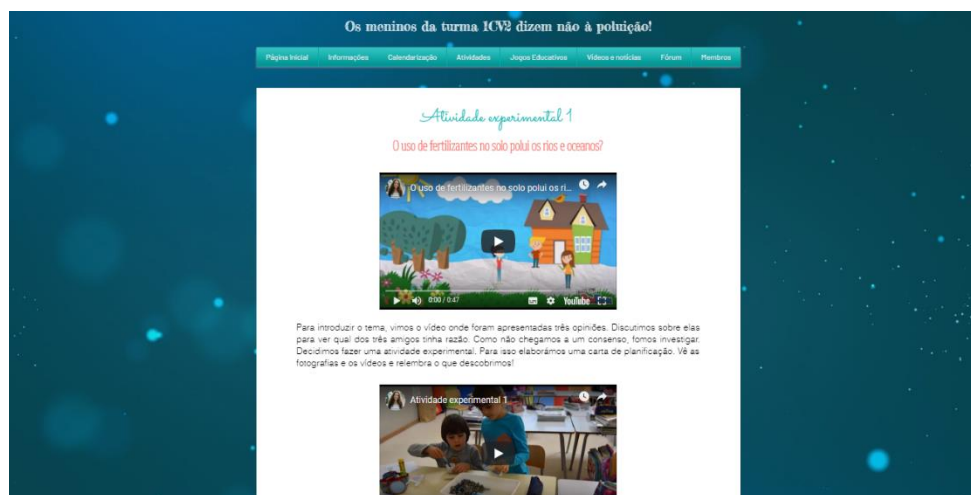 Os meninos da turma 1CV2 dizem não à poluição!
Página Inicial Informações Calendarização Atividades Jogos Educativos Vídeos e notícias Fórum Membros
Atividade experimental 1
O uso de fertilizantes no solo polui os rios e oceanos?
O uso de fertilizantes no solo polui os ri...
0:00 / 0:47 YouTube
Para introduzir o tema, vimos o vídeo onde foram apresentadas três opiniões. Discutimos sobre elas
para ver qual dos três amigos tinha razão. Como não chegamos a um consenso, fomos investigar.
Decidimos fazer uma atividade experimental. Para isso elaborámos uma carta de planificação. Vê as
fotografias e os vídeos e relembra o que descobrimos!
Atividade experimental 1